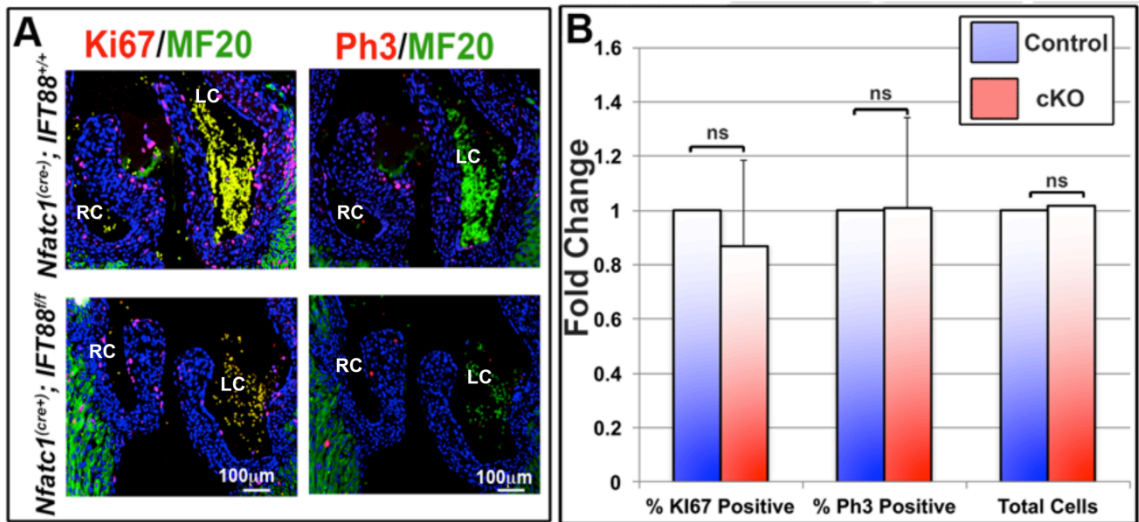 A
Ki67/MF20
Ph3/MF20
Nfatc1(cre-); IFT88+/+
LC
RC
LC
RC
Nfatc1(cre+); IFT88f/f
RC
LC
100μm
RC
LC
100μm
B
Fold Change
1.6
1.4
1.2
1
0.8
0.6
0.4
0.2
0
Control
cKO
ns
ns
ns
% KI67 Positive
% Ph3 Positive
Total Cells